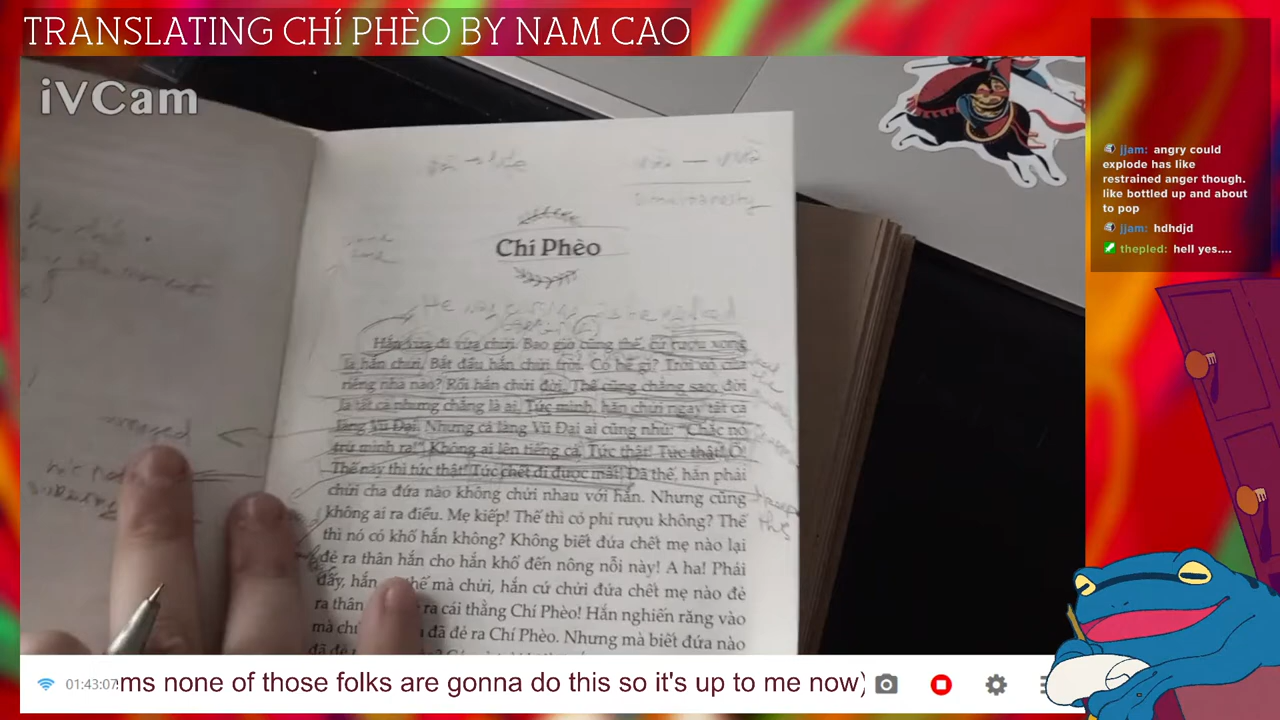 TRANSLATING CHÍ PHÈO BY NAM CAO
iVCam
jjam: angry could
explode has like
restrained anger though.
like bottled up and about
to pop
jjam: hdhdjd
thepled: hell yes....
Chí Phèo
Hắn vừa đi vừa chửi. Bao giờ cũng thế, cứ rượu xong
là hắn chửi. Bắt đầu hắn chửi trời. Có hề gì? Trời có của
riêng nhà nào? Rồi hắn chửi đời. Thế cũng chẳng sao: đời
là tất cả nhưng chẳng là ai. Tức mình, hắn chửi ngay tất cả
làng Vũ Đại. Nhưng cả làng Vũ Đại ai cũng nhủ: "Chắc nó
trừ mình ra!" Không ai lên tiếng cả. Tức thật! Tức thật! Ồ!
Thế này thì tức thật! Tức chết đi được mất! Đã thế, hắn phải
chửi cha đứa nào không chửi nhau với hắn. Nhưng cũng
không ai ra điều. Mẹ kiếp! Thế thì có phí rượu không? Thế
thì nó có khổ hắn không? Không biết đứa chết mẹ nào lại
đẻ ra thân hắn cho hắn khổ đến nông nỗi này! A ha! Phải
đấy, hắn thế mà chửi, hắn cứ chửi đứa chết mẹ nào đẻ
ra thân ra cái thằng Chí Phèo! Hắn nghiến răng vào
mà đã đẻ ra Chí Phèo. Nhưng mà biết đứa nào
01:43:07
ms none of those folks are gonna do this so it's up to me now)